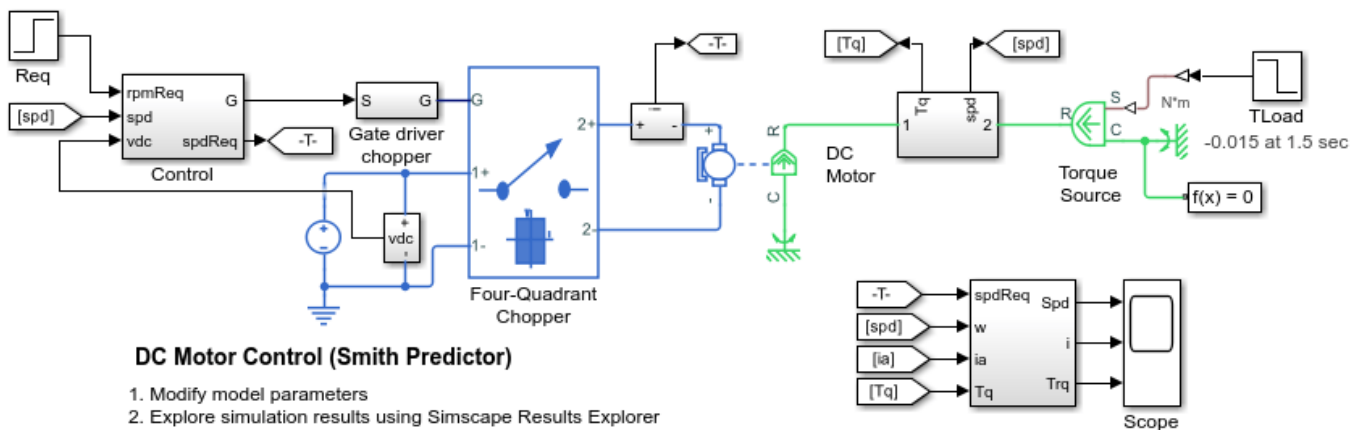 Req
[spd]
rpmReq
spd
vdc
G
spdReq
Control
-T-
S
G
Gate driver
chopper
G
1+
1-
2+
2-
Four-Quadrant
Chopper
+
vdc
-
+
-
-T-
+
-
R
C
DC
Motor
[Tq]
[spd]
Tq
spd
1
2
R
S
C
N*m
Torque
Source
TLoad
-0.015 at 1.5 sec
f(x) = 0
-T-
[spd]
[ia]
[Tq]
spdReq
w
ia
Tq
Spd
i
Trq
Scope
DC Motor Control (Smith Predictor)
1. Modify model parameters
2. Explore simulation results using Simscape Results Explorer